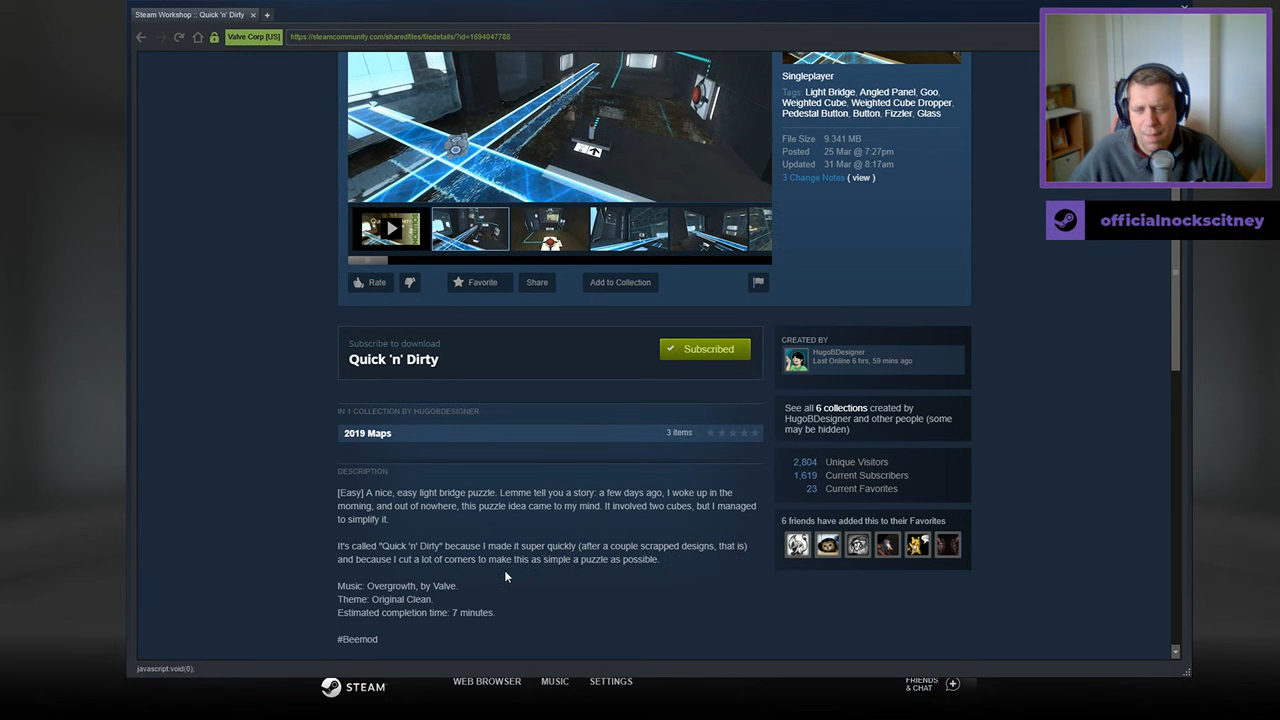 Steam Workshop :: Quick 'n' Dirty
Valve Corp [US]
https://steamcommunity.com/sharedfiles/filedetails/?id=1694047788
Singleplayer
Tags: Light Bridge, Angled Panel, Goo,
Weighted Cube, Weighted Cube Dropper,
Pedestal Button, Button, Fizzler, Glass
File Size 9.341 MB
Posted 25 Mar @ 7:27pm
Updated 31 Mar @ 8:17am
3 Change Notes ( view )
officialnockscitney
Rate
Favorite
Share
Add to Collection
Subscribe to download
Quick 'n' Dirty
Subscribed
CREATED BY
HugoBDesigner
Last Online 6 hrs, 59 mins ago
IN 1 COLLECTION BY HUGOBDESIGNER
2019 Maps 3 items
See all 6 collections created by
HugoBDesigner and other people (some
may be hidden)
2,804 Unique Visitors
1,619 Current Subscribers
23 Current Favorites
6 friends have added this to their Favorites
DESCRIPTION
[Easy] A nice, easy light bridge puzzle. Lemme tell you a story: a few days ago, I woke up in the
morning, and out of nowhere, this puzzle idea came to my mind. It involved two cubes, but I managed
to simplify it.
It's called "Quick 'n' Dirty" because I made it super quickly (after a couple scrapped designs, that is)
and because I cut a lot of corners to make this as simple a puzzle as possible.
Music: Overgrowth, by Valve.
Theme: Original Clean.
Estimated completion time: 7 minutes.
#Beemod
javascript:void(0);
STEAM
WEB BROWSER
MUSIC
SETTINGS
FRIENDS
& CHAT